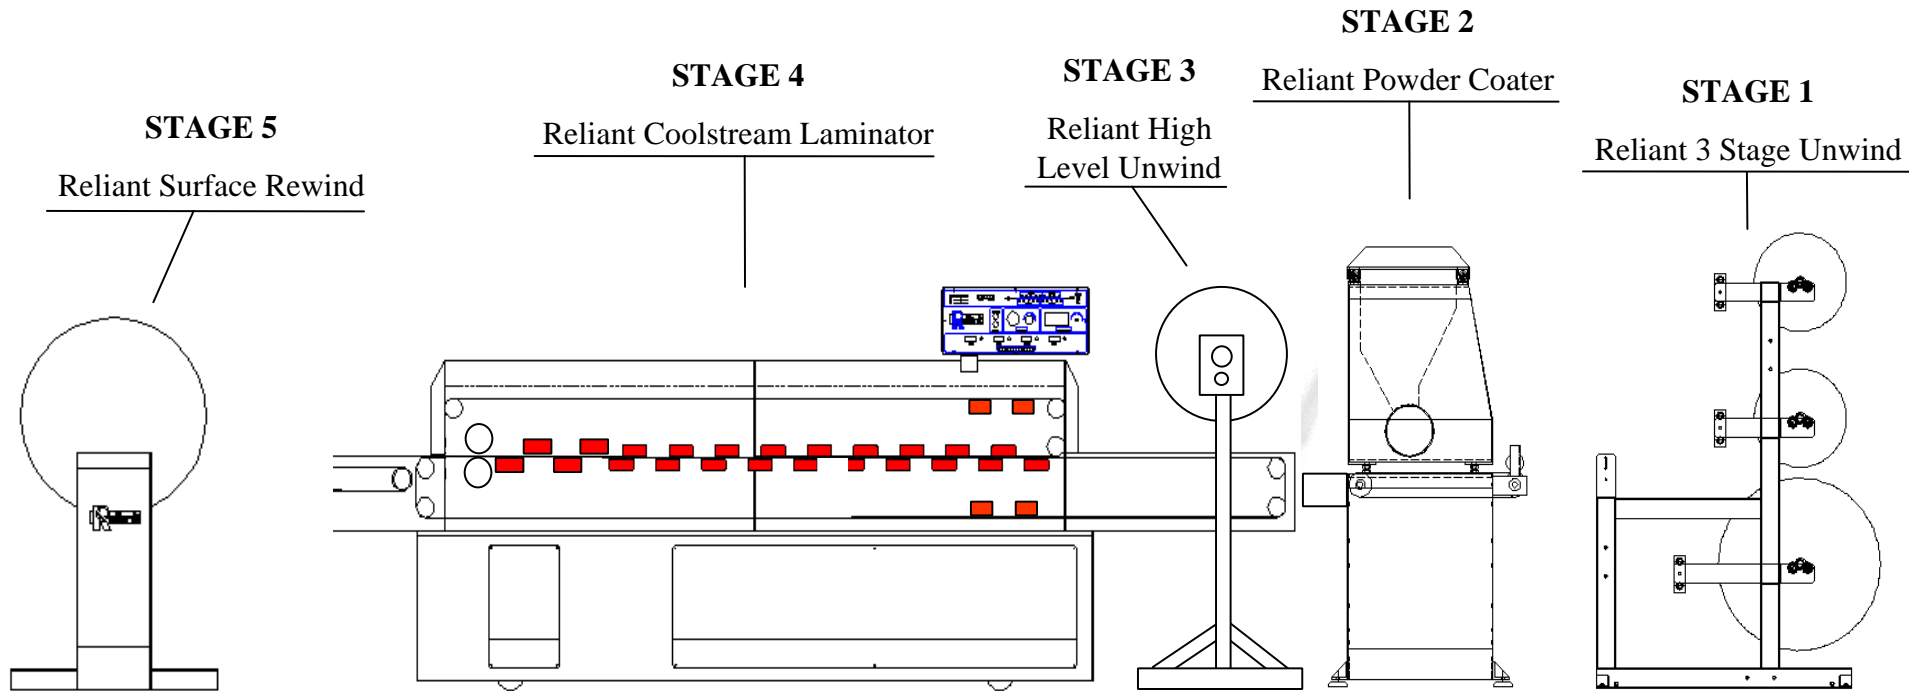 STAGE 5
Reliant Surface Rewind
STAGE 4
Reliant Coolstream Laminator
STAGE 3
Reliant High
Level Unwind
STAGE 2
Reliant Powder Coater
STAGE 1
Reliant 3 Stage Unwind